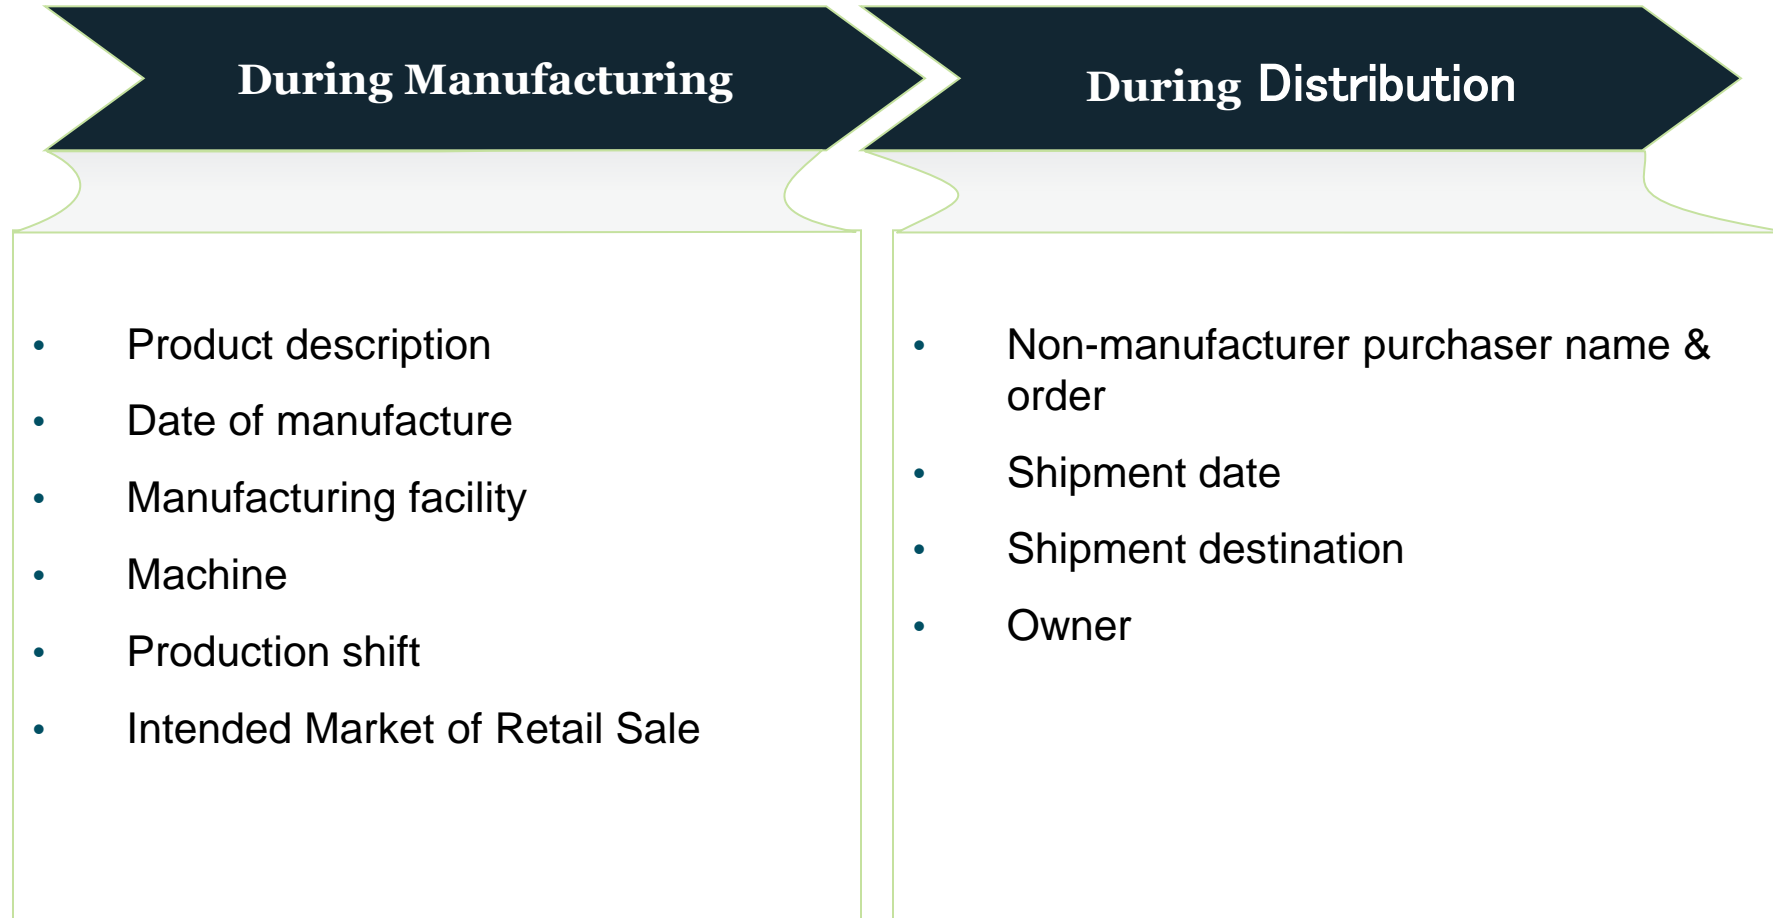 During Manufacturing
During Distribution
• Product description
• Date of manufacture
• Manufacturing facility
• Machine
• Production shift
• Intended Market of Retail Sale
• Non-manufacturer purchaser name &
order
• Shipment date
• Shipment destination
• Owner